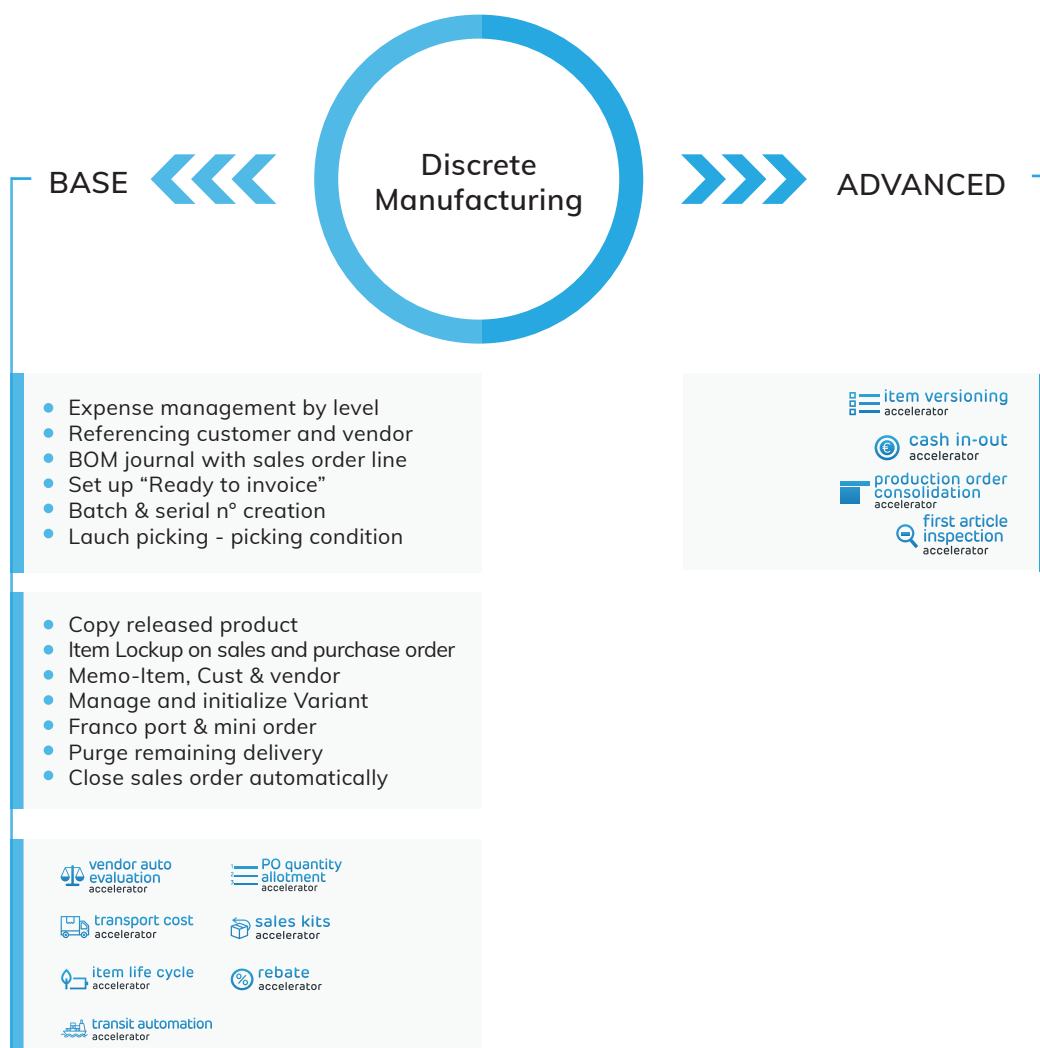 Discrete
Manufacturing
BASE
ADVANCED
Expense management by level
Referencing customer and vendor
BOM journal with sales order line
Set up “Ready to invoice”
Batch & serial n° creation
Lauch picking - picking condition
Copy released product
Item Lockup on sales and purchase order
Memo-Item, Cust & vendor
Manage and initialize Variant
Franco port & mini order
Purge remaining delivery
Close sales order automatically
vendor auto
evaluation
accelerator
PO quantity
allotment
accelerator
transport cost
accelerator
sales kits
accelerator
item life cycle
accelerator
rebate
accelerator
transit automation
accelerator
item versioning
accelerator
cash in-out
accelerator
production order
consolidation
accelerator
first article
inspection
accelerator